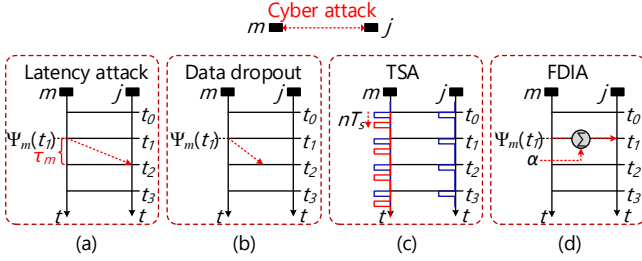 Cyber attack
m j
Latency attack
m j
t0
Ψm(t1) t1
τm
t2
t3
t t
(a)
Data dropout
m j
t0
Ψm(t1) t1
t2
t3
t t
(b)
TSA
m j
t0
nTs
t1
t2
t3
t t
(c)
FDIA
m j
t0
Ψm(t1) Σ t1
α
t2
t3
t t
(d)